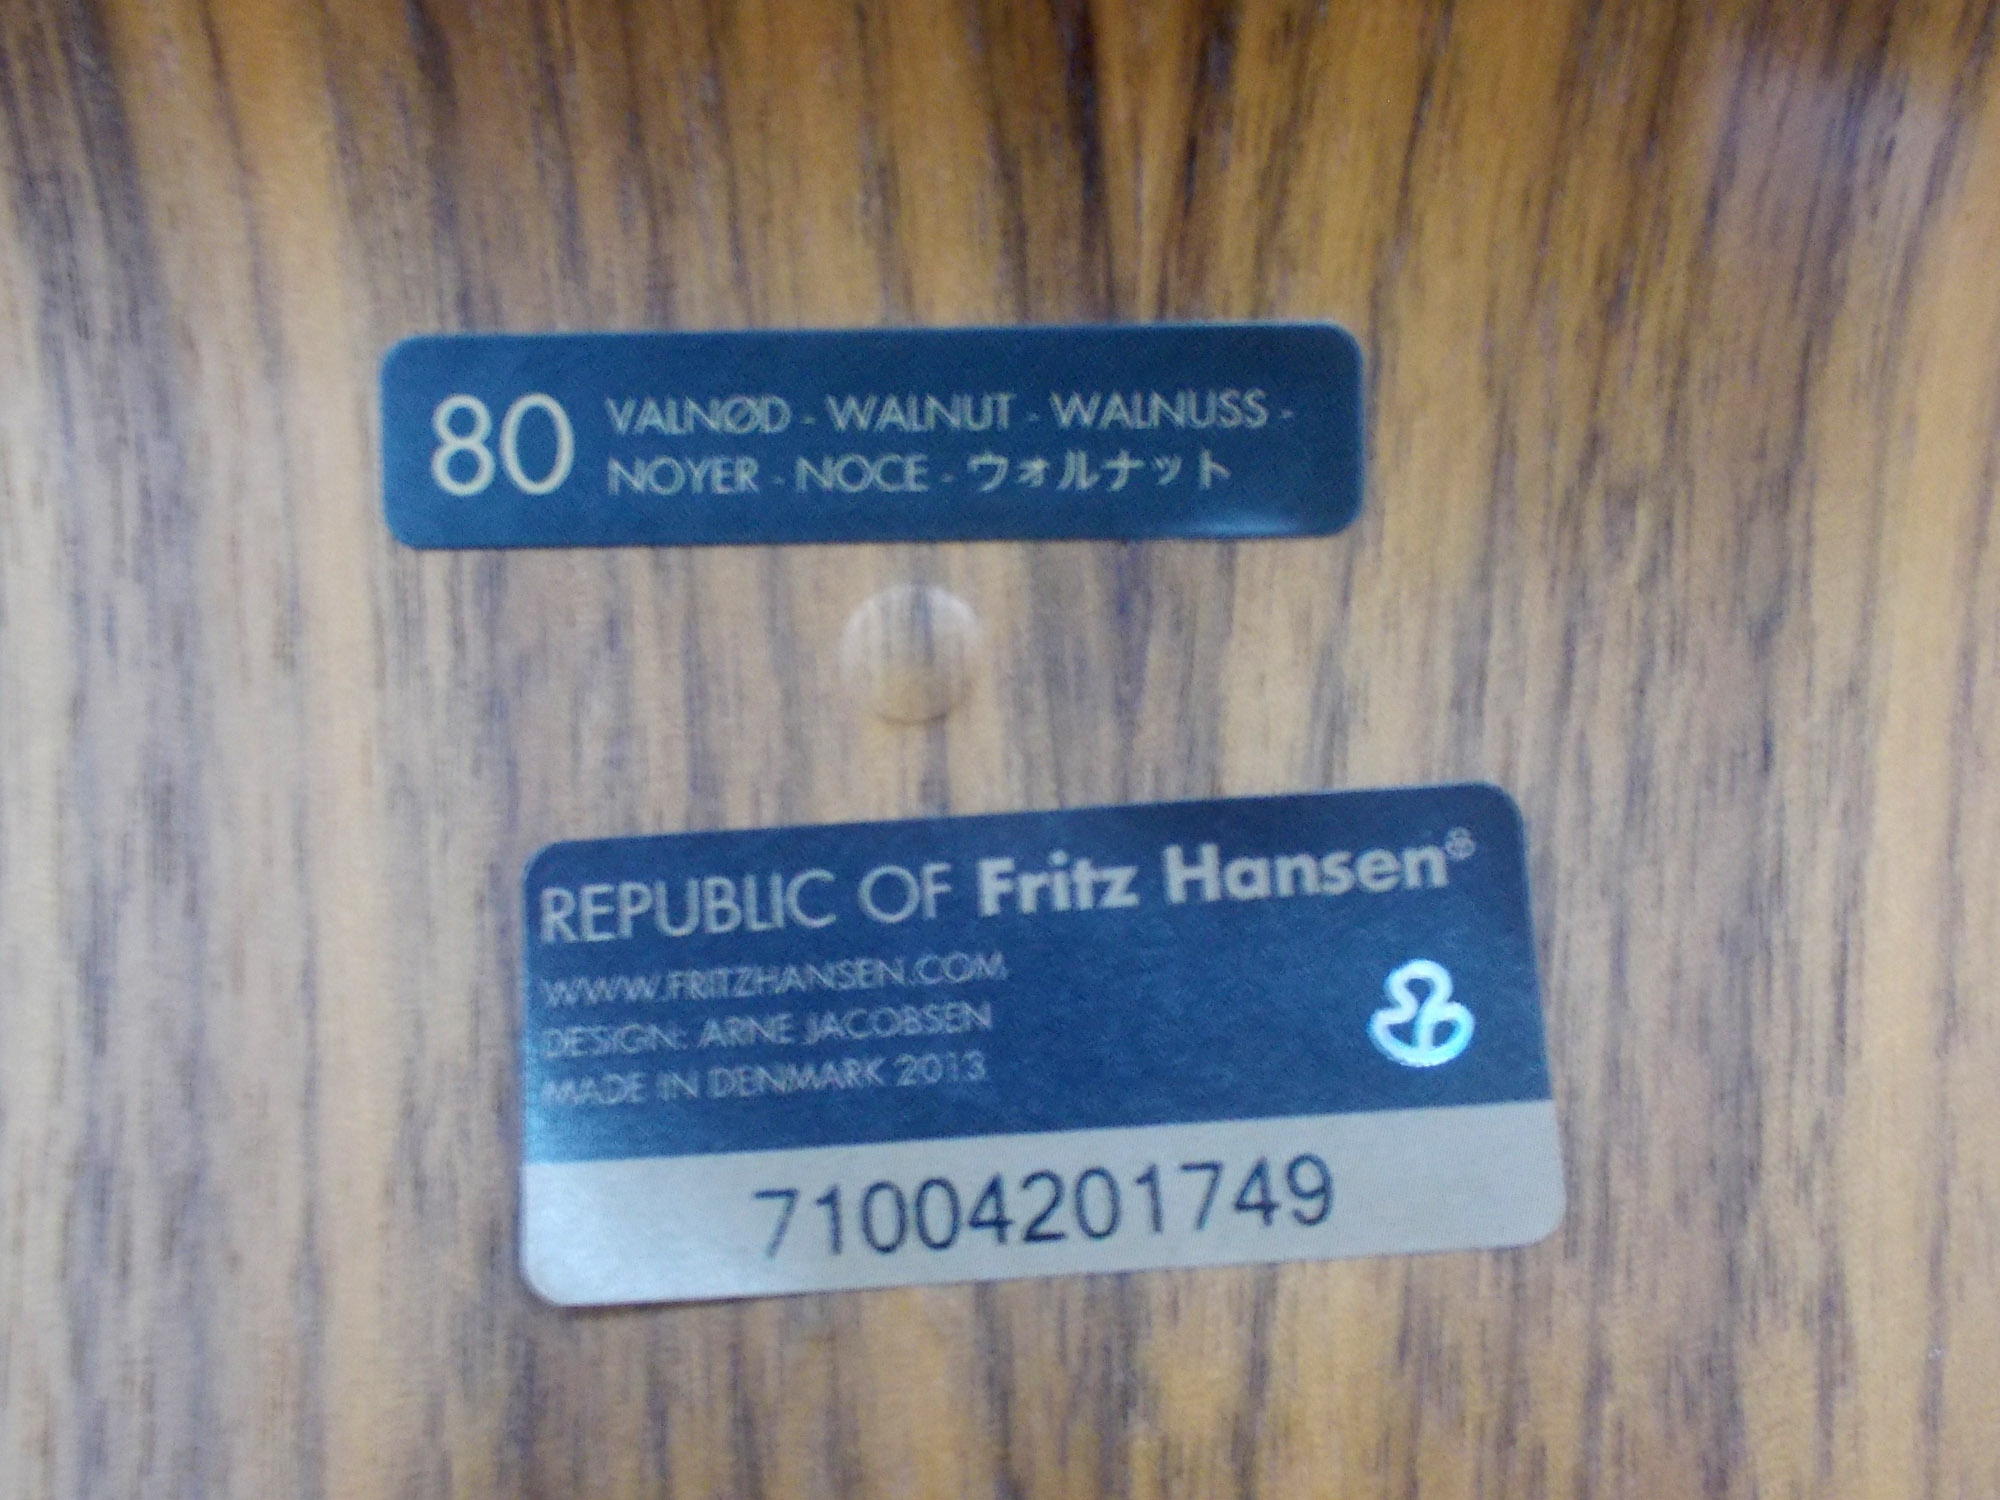 80 VALNØD - WALNUT - WALNUSS -
NOYER - NOCE - ウォルナット
REPUBLIC OF Fritz Hansen®
WWW.FRITZHANSEN.COM
DESIGN: ARNE JACOBSEN
MADE IN DENMARK 2013
71004201749